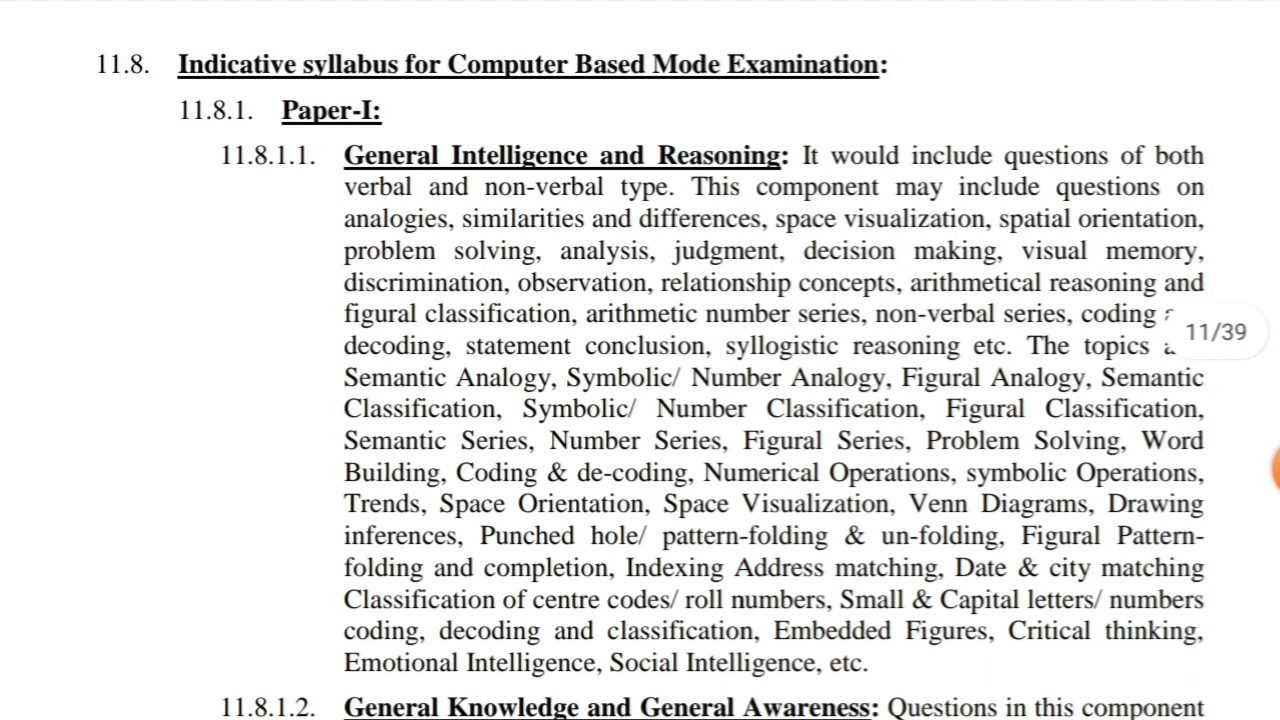 11.8. Indicative syllabus for Computer Based Mode Examination:
11.8.1. Paper-I:
11.8.1.1. General Intelligence and Reasoning: It would include questions of both
verbal and non-verbal type. This component may include questions on
analogies, similarities and differences, space visualization, spatial orientation,
problem solving, analysis, judgment, decision making, visual memory,
discrimination, observation, relationship concepts, arithmetical reasoning and
figural classification, arithmetic number series, non-verbal series, coding
11/39
decoding, statement conclusion, syllogistic reasoning etc. The topics
Semantic Analogy, Symbolic/ Number Analogy, Figural Analogy, Semantic
Classification, Symbolic/ Number Classification, Figural Classification,
Semantic Series, Number Series, Figural Series, Problem Solving, Word
Building, Coding & de-coding, Numerical Operations, symbolic Operations,
Trends, Space Orientation, Space Visualization, Venn Diagrams, Drawing
inferences, Punched hole/ pattern-folding & un-folding, Figural Pattern-
folding and completion, Indexing Address matching, Date & city matching
Classification of centre codes/ roll numbers, Small & Capital letters/ numbers
coding, decoding and classification, Embedded Figures, Critical thinking,
Emotional Intelligence, Social Intelligence, etc.
11.8.1.2. General Knowledge and General Awareness: Questions in this component